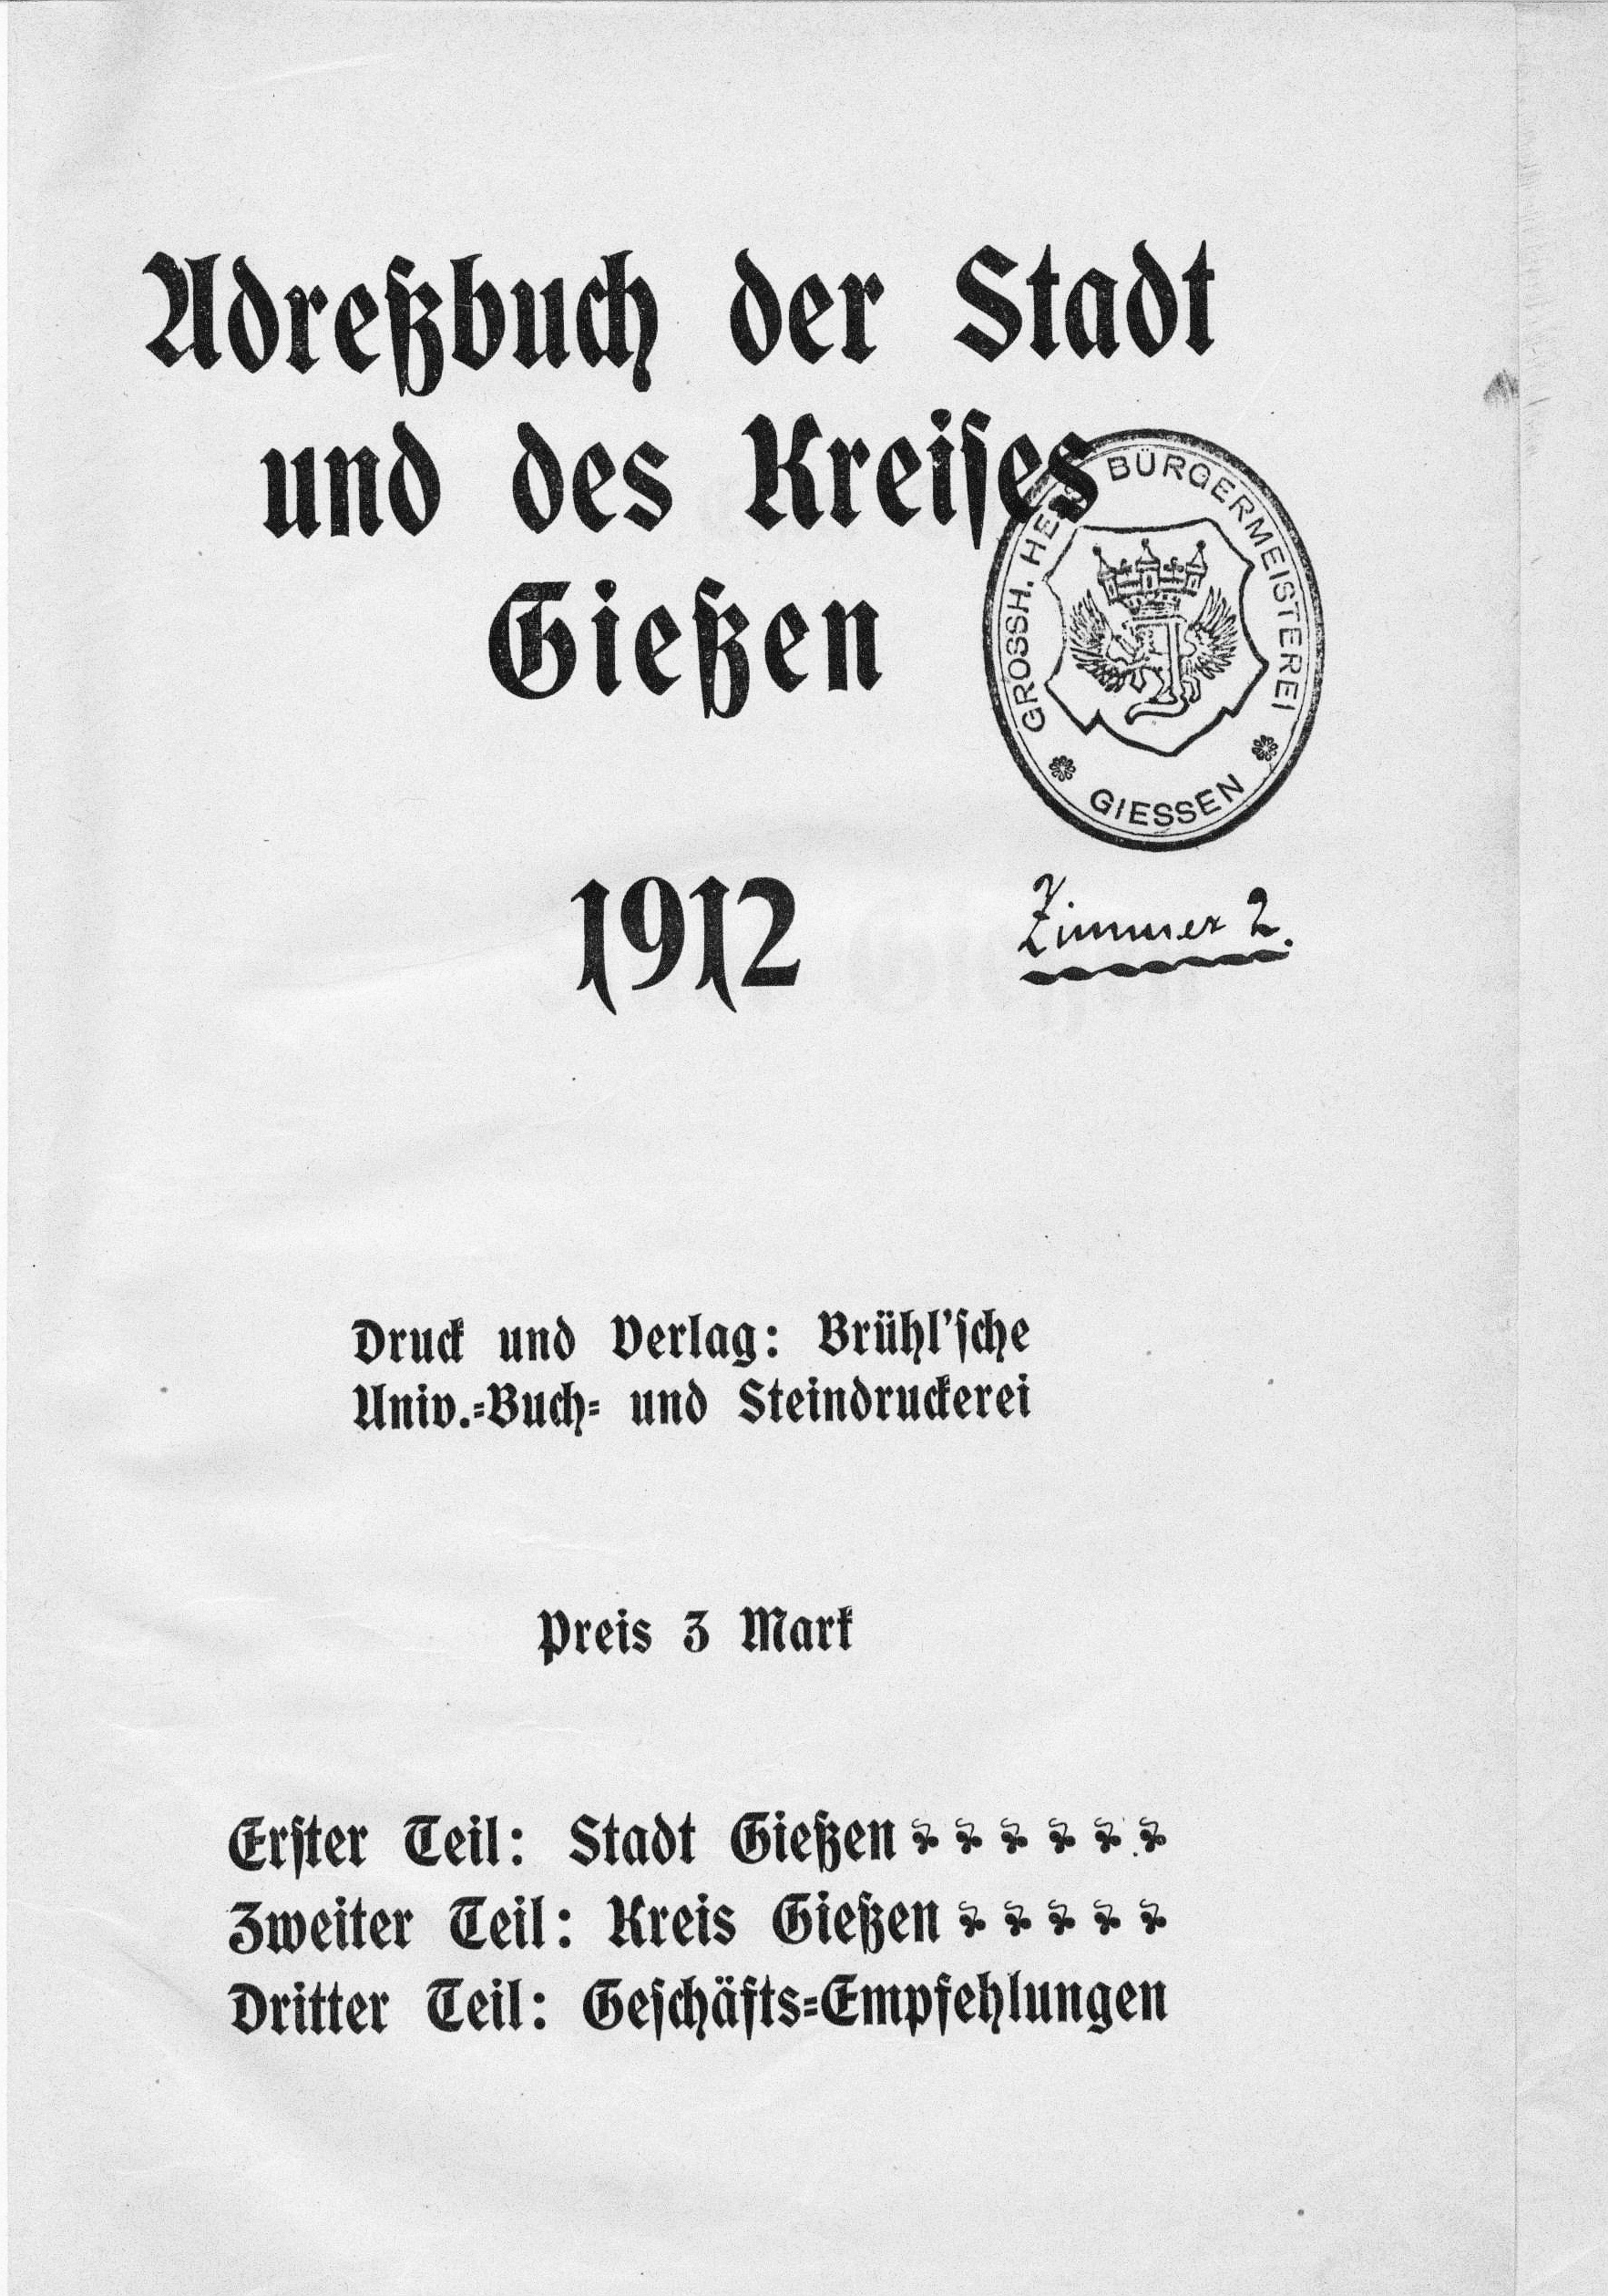 Adreßbuch der Stadt
und des Kreiſes
Gießen
GROSSH. HESS. BÜRGERMEISTEREI
GIESSEN
1912
Zimmer 2.
Druck und Verlag: Brühl'ſche
Univ.=Buch= und Steindruckerei
Preis 3 Mark
Erſter Teil: Stadt Gießen
Zweiter Teil: Kreis Gießen
Dritter Teil: Geſchäfts=Empfehlungen